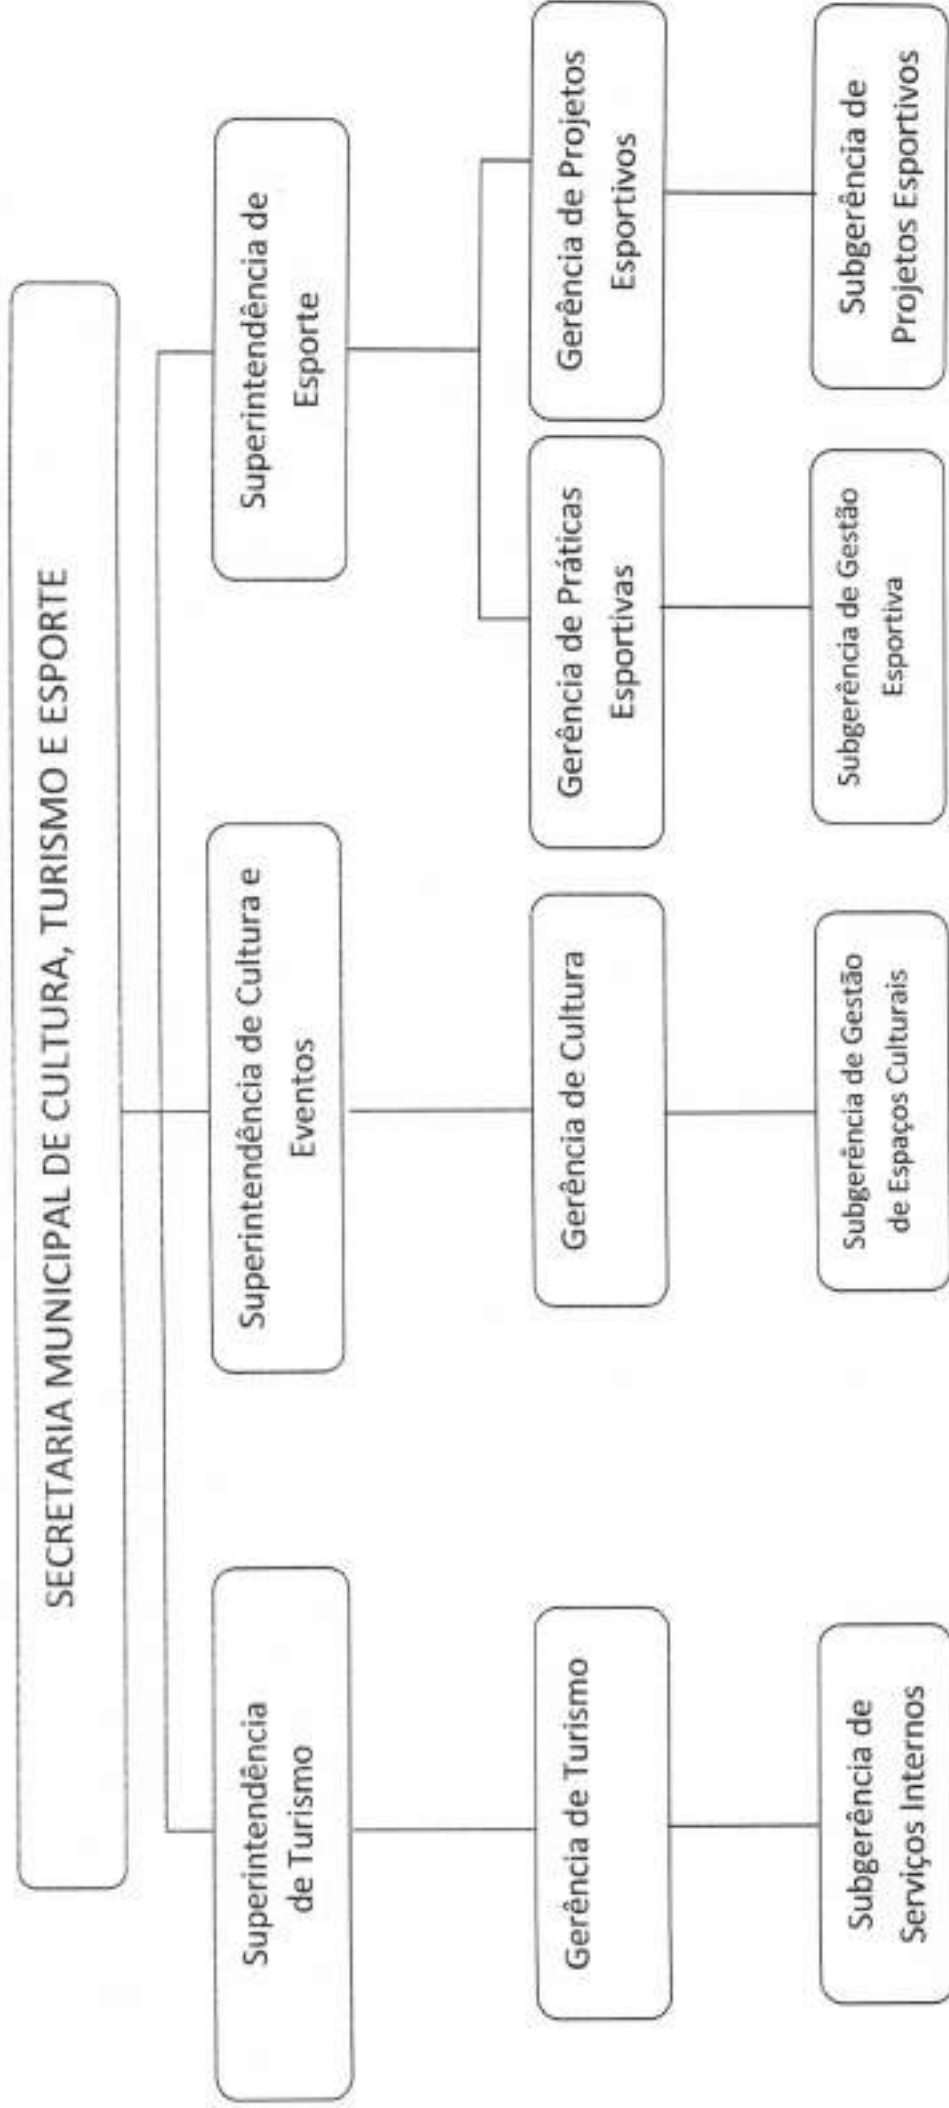 SECRETARIA MUNICIPAL DE CULTURA, TURISMO E ESPORTE
Superintendência
de Turismo
Superintendência de Cultura e
Eventos
Superintendência de
Esporte
Gerência de Turismo
Gerência de Cultura
Gerência de Práticas
Esportivas
Gerência de Projetos
Esportivos
Subgerência de
Serviços Internos
Subgerência de Gestão
de Espaços Culturais
Subgerência de Gestão
Esportiva
Subgerência de
Projetos Esportivos